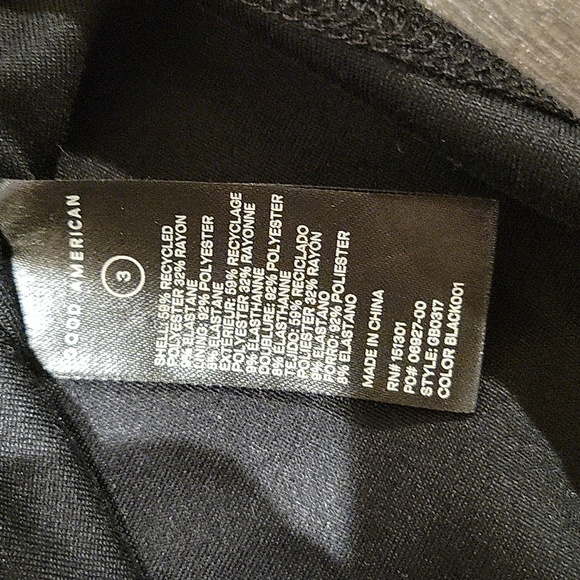 GOOD AMERICAN
3
SHELL: 59% RECYCLED
POLYESTER 32% RAYON
9% ELASTANE
LINING: 92% POLYESTER
8% ELASTANE
EXTERIEUR: 59% RECYCLAGE
POLYESTER 32% RAYONNE
9% ELASTHANNE
DOUBLURE: 92% POLYESTER
8% ELASTHANNE
TEJIDO: 59% RECICLADO
POLIESTER 32% RAYON
9% ELASTANO
FORRO: 92% POLIESTER
8% ELASTANO
MADE IN CHINA
RN# 151301
PO# 06927-00
STYLE: GB0317
COLOR BLACK001